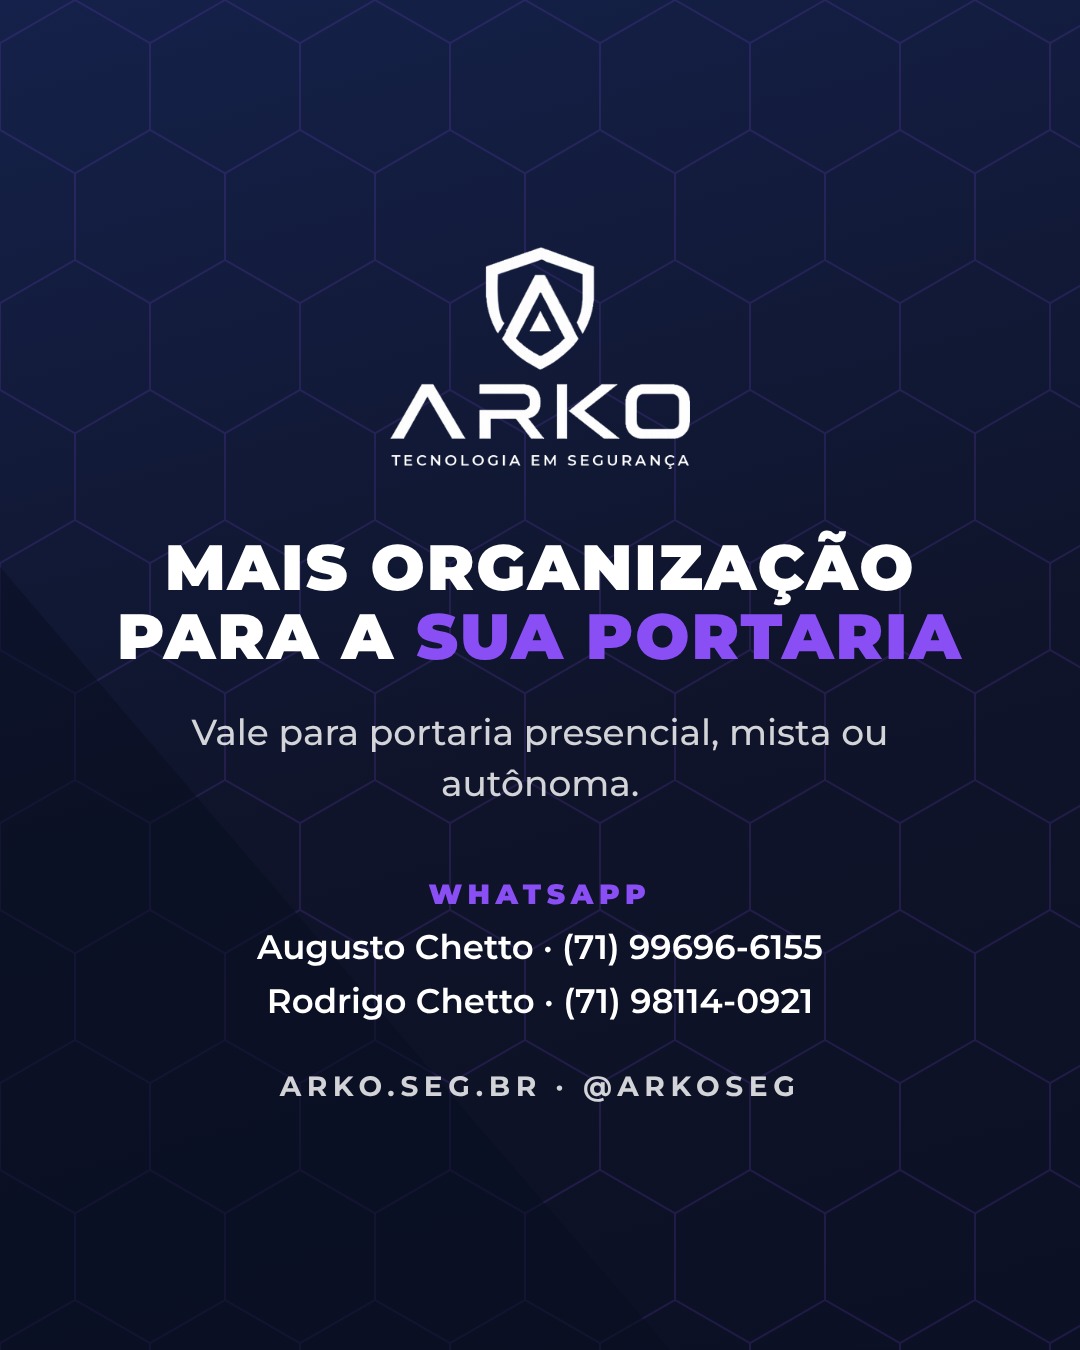 ARKO
TECNOLOGIA EM SEGURANÇA
MAIS ORGANIZAÇÃO
PARA A SUA PORTARIA
Vale para portaria presencial, mista ou
autônoma.
WHATSAPP
Augusto Chetto · (71) 99696-6155
Rodrigo Chetto · (71) 98114-0921
ARKO.SEG.BR · @ARKOSEG